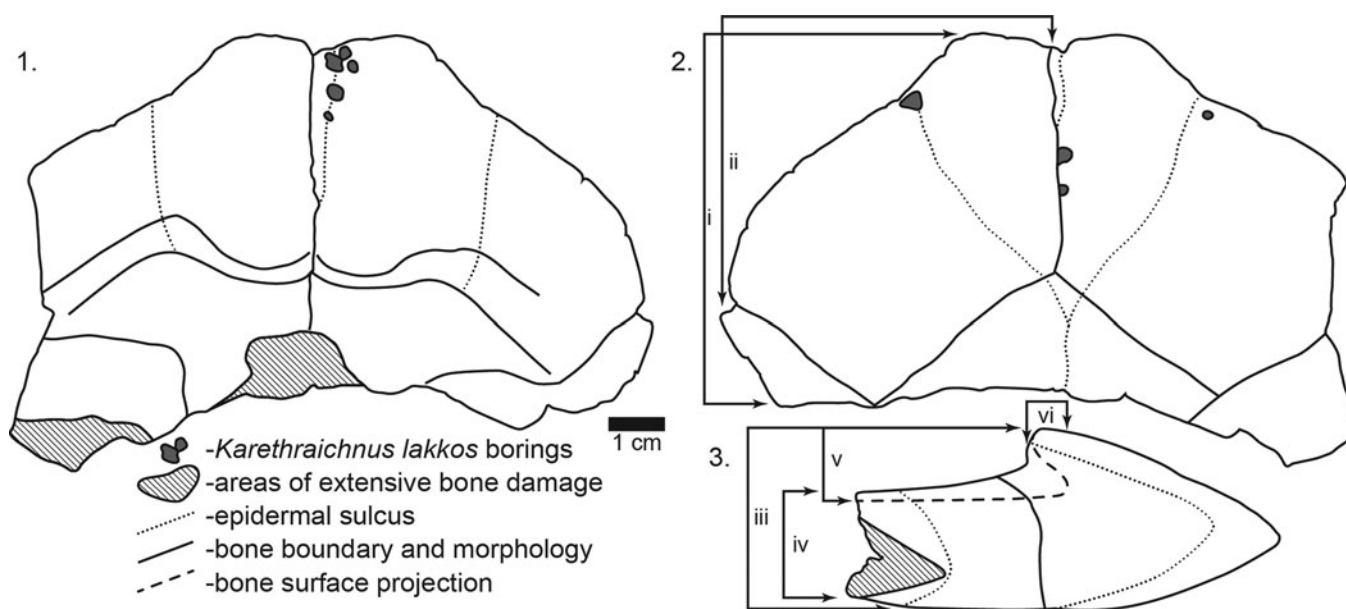 1.
2.
ii
i
1 cm
-Karethraichnus lakkos borings
-areas of extensive bone damage
-epidermal sulcus
-bone boundary and morphology
-bone surface projection
3.
vi
v
iii
iv